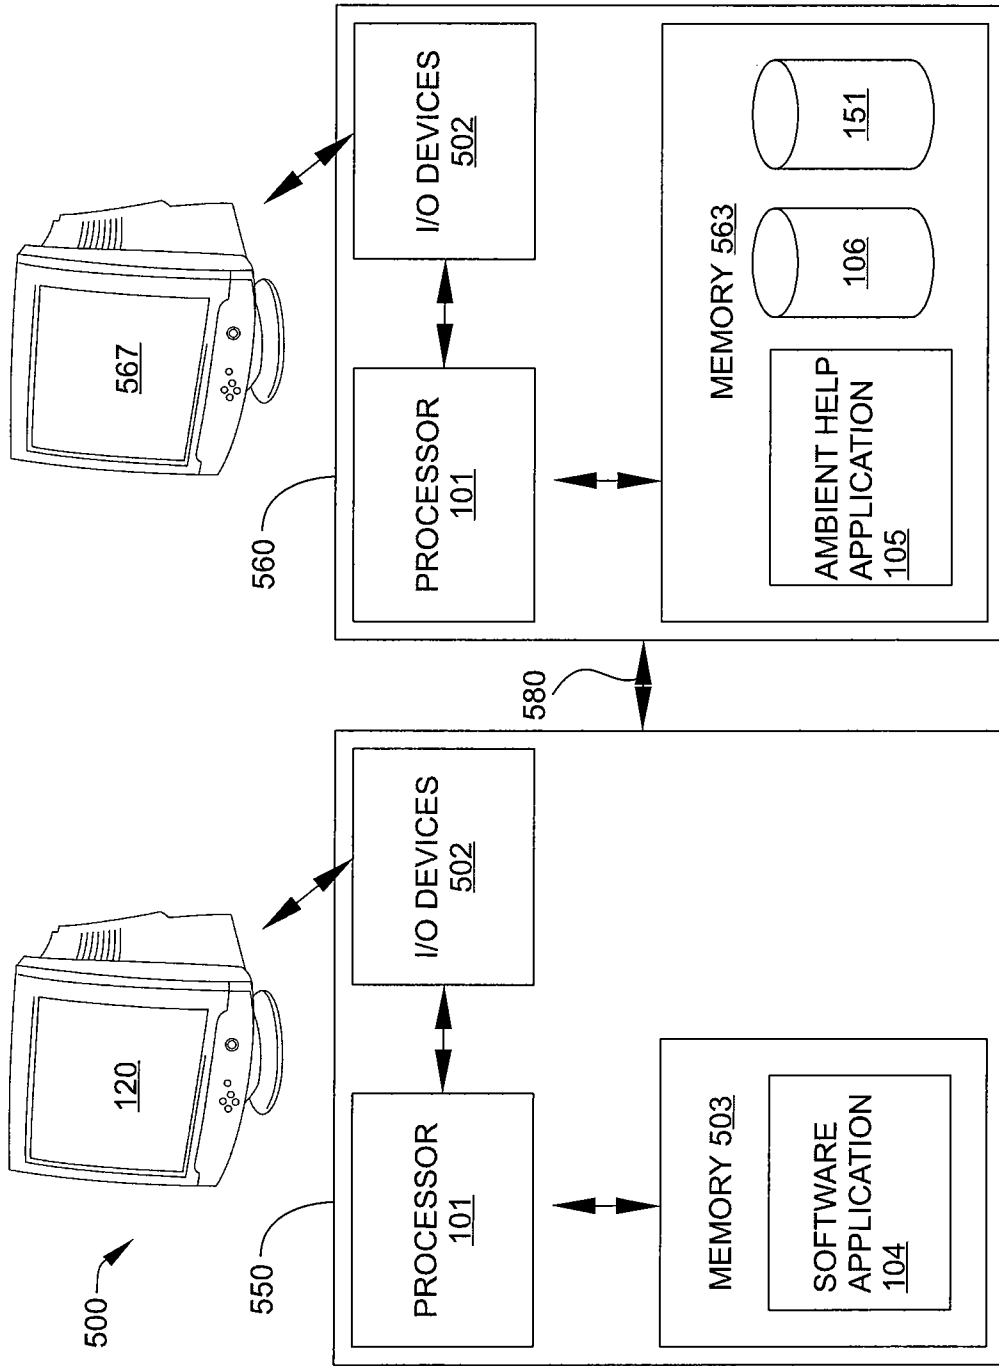 500
120
567
550
560
PROCESSOR
101
I/O DEVICES
502
580
PROCESSOR
101
I/O DEVICES
502
MEMORY 503
SOFTWARE
APPLICATION
104
MEMORY 563
AMBIENT HELP
APPLICATION
105
106
151